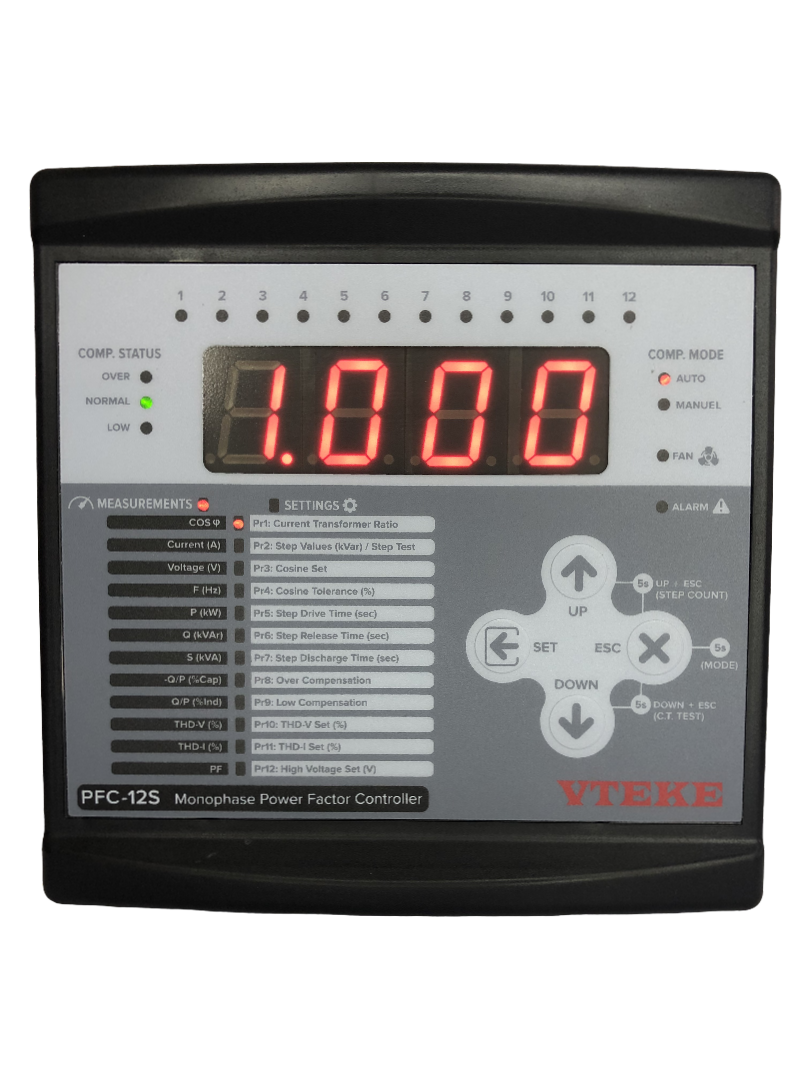 1 2 3 4 5 6 7 8 9 10 11 12
COMP. STATUS
OVER
NORMAL
LOW
1.000
COMP. MODE
AUTO
MANUEL
FAN
ALARM
MEASUREMENTS
SETTINGS
COS φ
Pr1: Current Transformer Ratio
Current (A)
Pr2: Step Values (kVar) / Step Test
Voltage (V)
Pr3: Cosine Set
F (Hz)
Pr4: Cosine Tolerance (%)
P (kW)
Pr5: Step Drive Time (sec)
Q (kVAr)
Pr6: Step Release Time (sec)
S (kVA)
Pr7: Step Discharge Time (sec)
-Q/P (%Cap)
Pr8: Over Compensation
Q/P (%Ind)
Pr9: Low Compensation
THD-V (%)
Pr10: THD-V Set (%)
THD-I (%)
Pr11: THD-I Set (%)
PF
Pr12: High Voltage Set (V)
UP
SET
ESC
DOWN
5s UP + ESC
(STEP COUNT)
5s
(MODE)
5s DOWN + ESC
(C.T. TEST)
PFC-12S Monophase Power Factor Controller
VTEKE